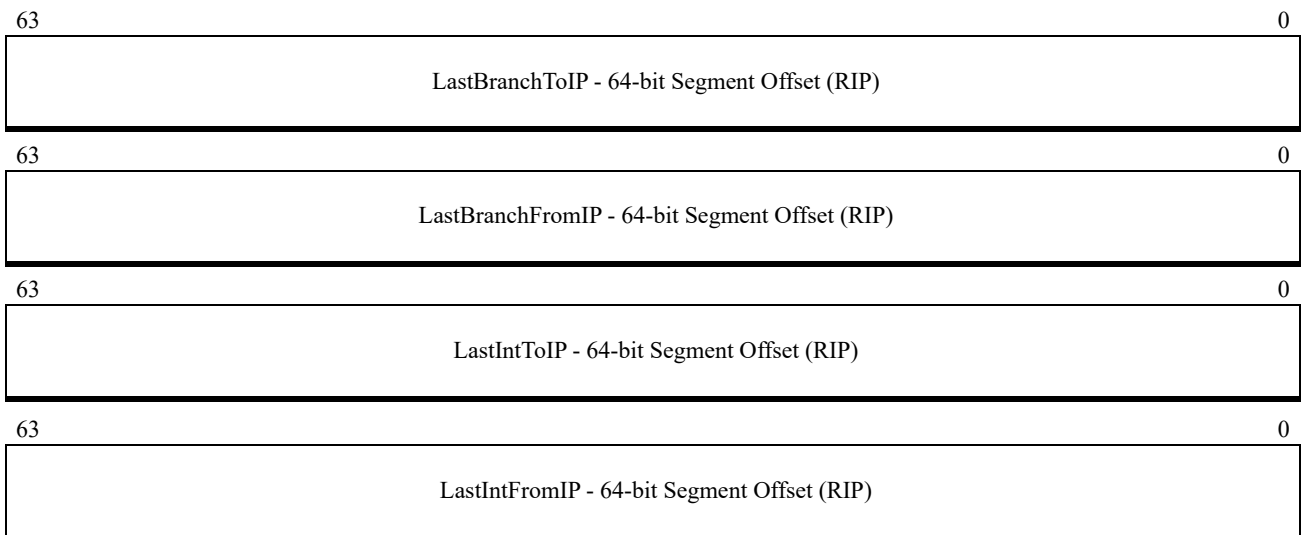 63 0
LastBranchToIP - 64-bit Segment Offset (RIP)
63 0
LastBranchFromIP - 64-bit Segment Offset (RIP)
63 0
LastIntToIP - 64-bit Segment Offset (RIP)
63 0
LastIntFromIP - 64-bit Segment Offset (RIP)